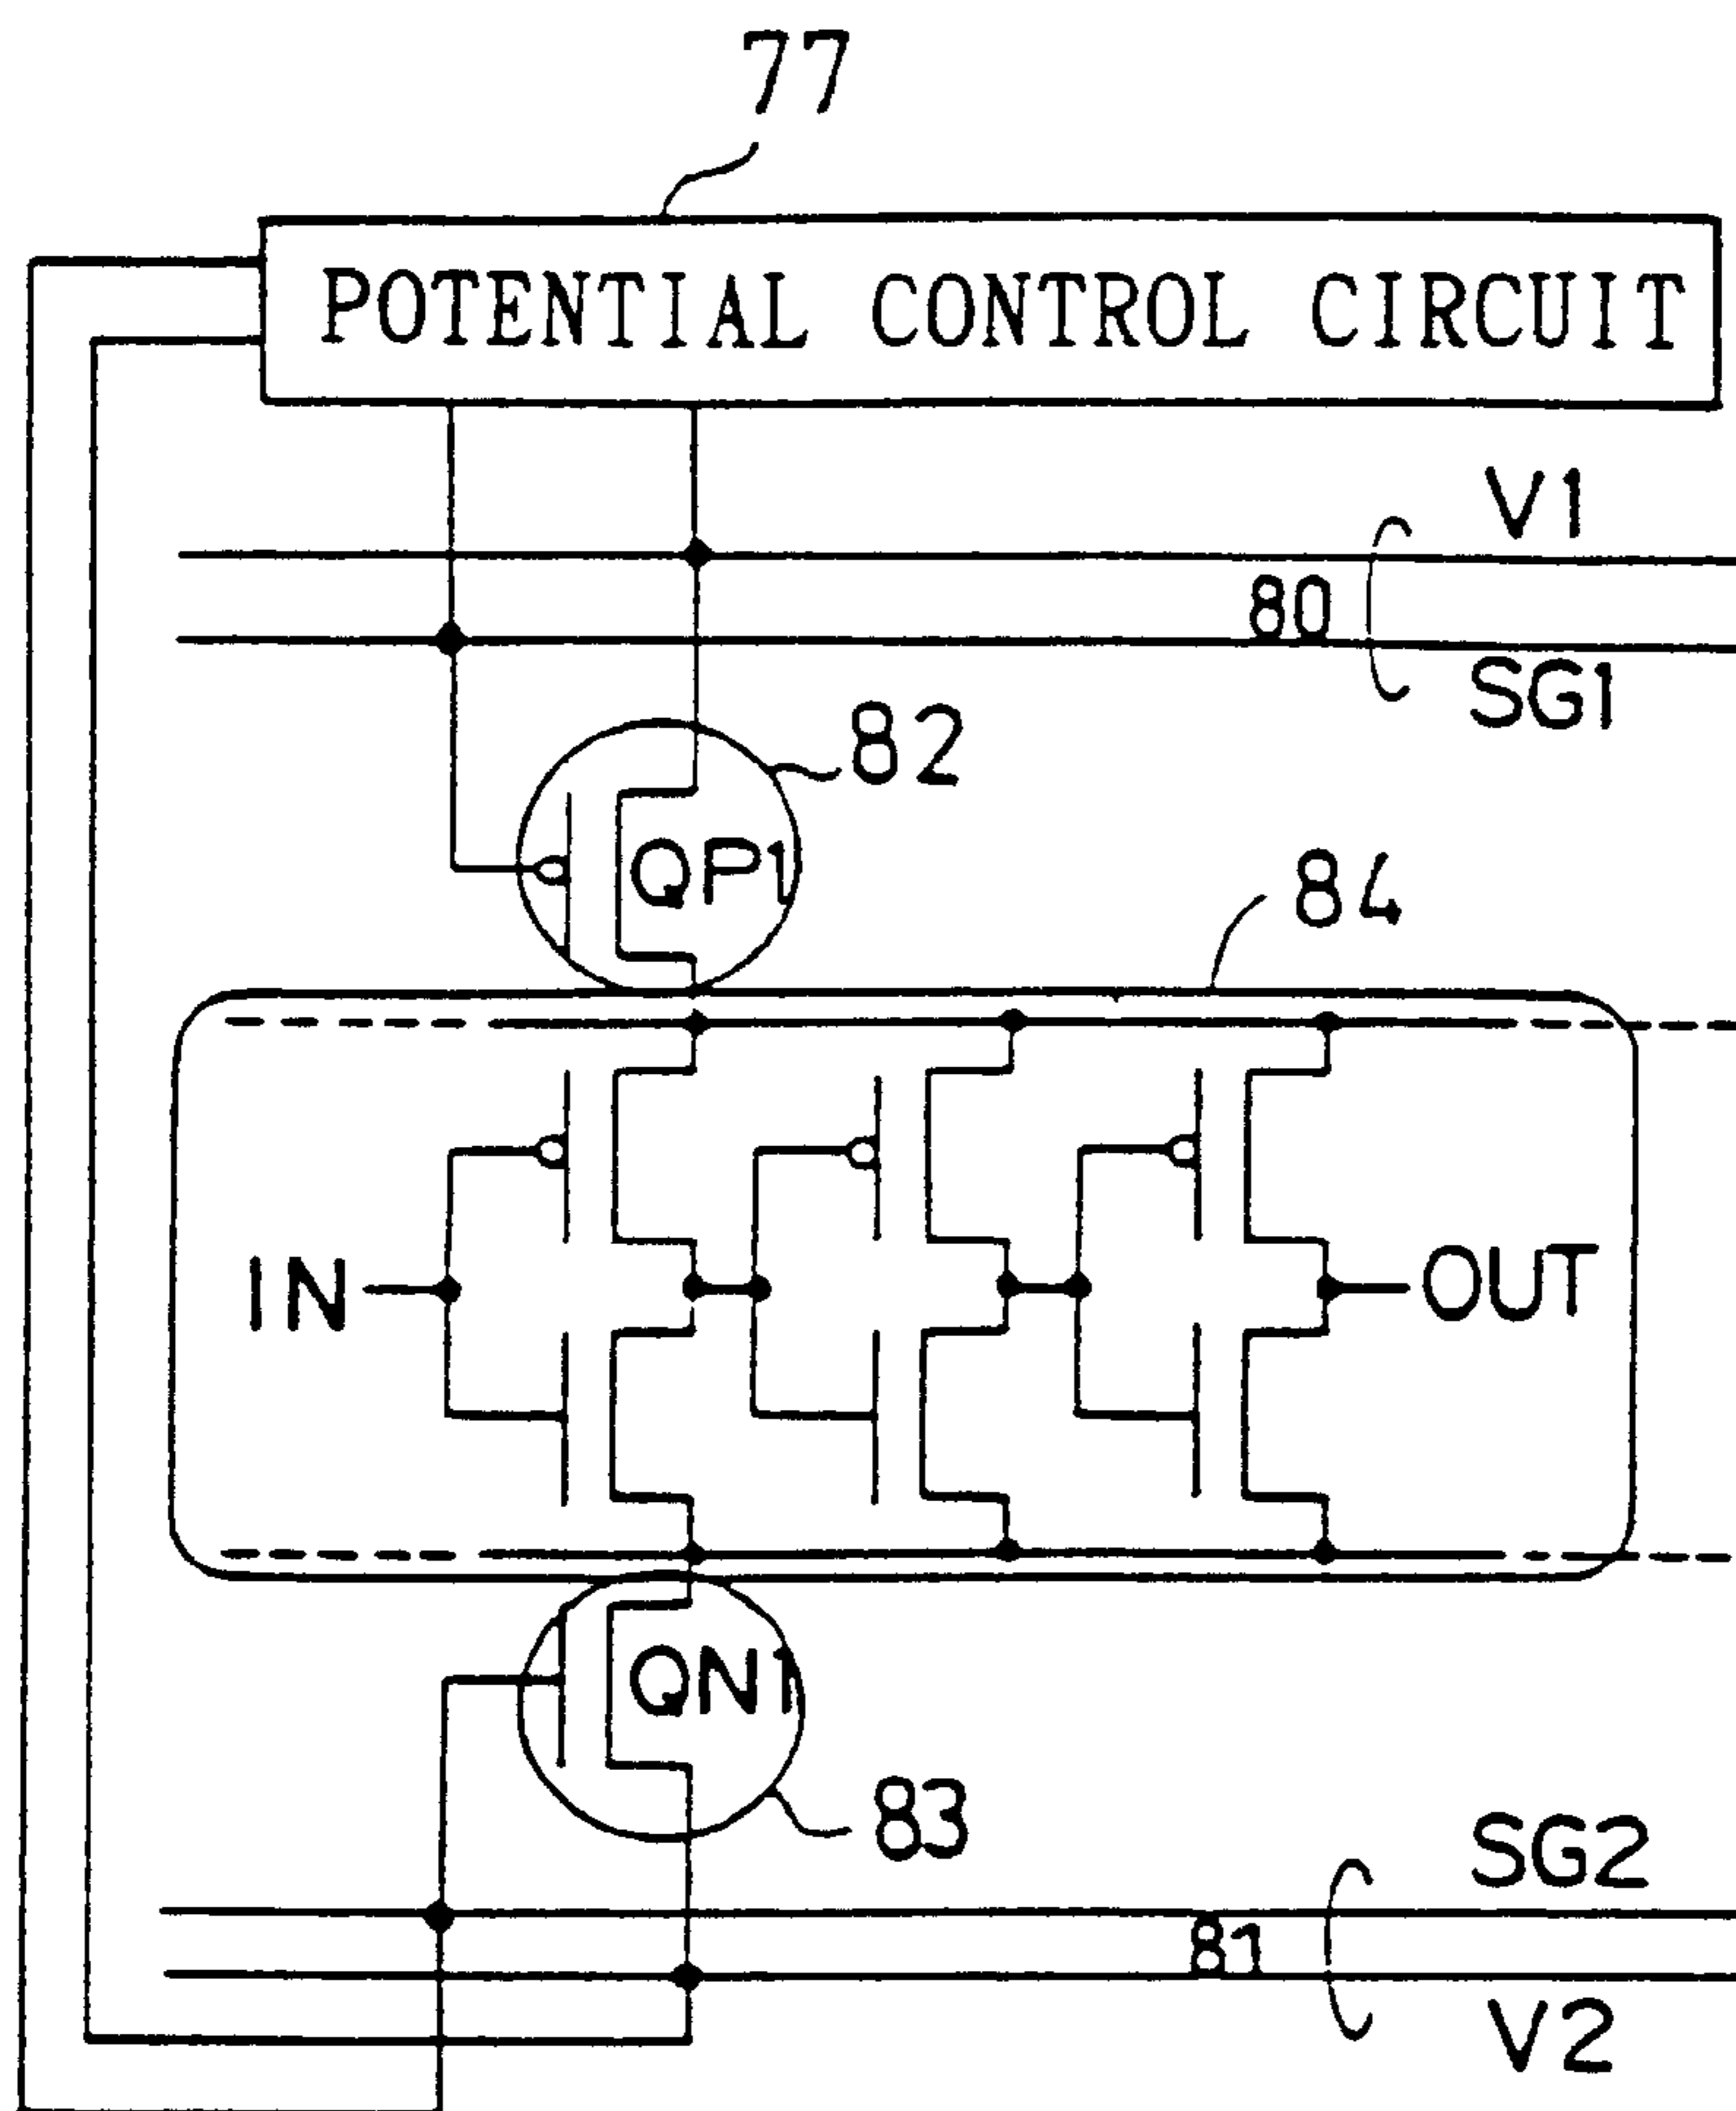 77
POTENTIAL CONTROL CIRCUIT
V1
80
SG1
82
QP1
84
IN
OUT
QN1
83
SG2
81
V2